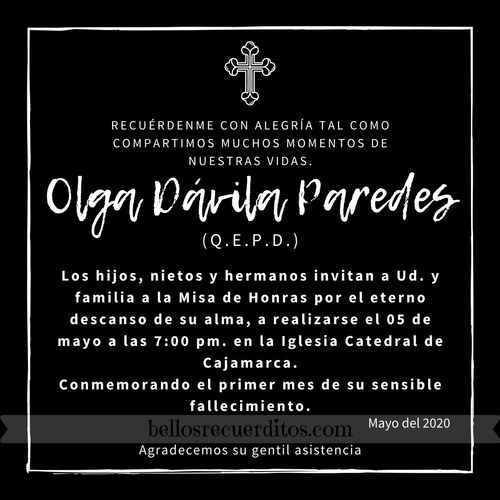 RECUÉRDENME CON ALEGRÍA TAL COMO
COMPARTIMOS MUCHOS MOMENTOS DE
NUESTRAS VIDAS.
Olga Dávila Paredes
(Q.E.P.D.)
Los hijos, nietos y hermanos invitan a Ud. y
familia a la Misa de Honras por el eterno
descanso de su alma, a realizarse el 05 de
mayo a las 7:00 pm. en la Iglesia Catedral de
Cajamarca.
Conmemorando el primer mes de su sensible
fallecimiento.
Mayo del 2020
bellosrecuerditos.com
Agradecemos su gentil asistencia